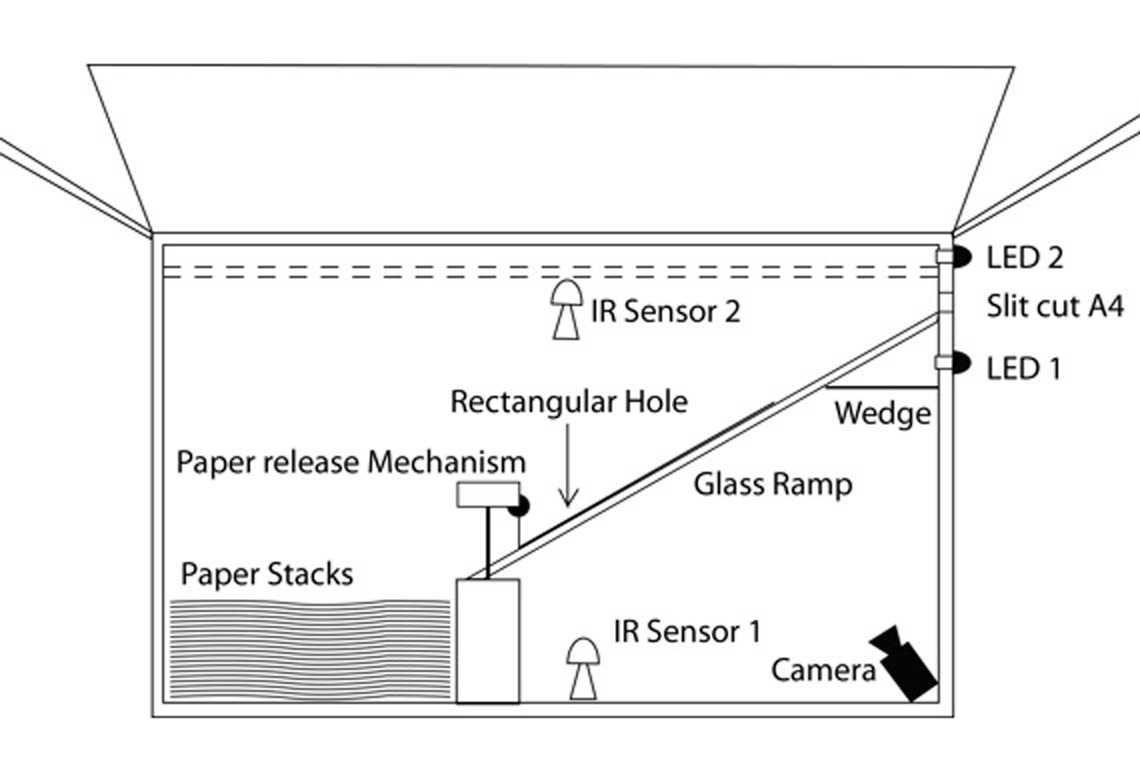 LED 2
Slit cut A4
IR Sensor 2
LED 1
Rectangular Hole
Wedge
Paper release Mechanism
Glass Ramp
Paper Stacks
IR Sensor 1
Camera